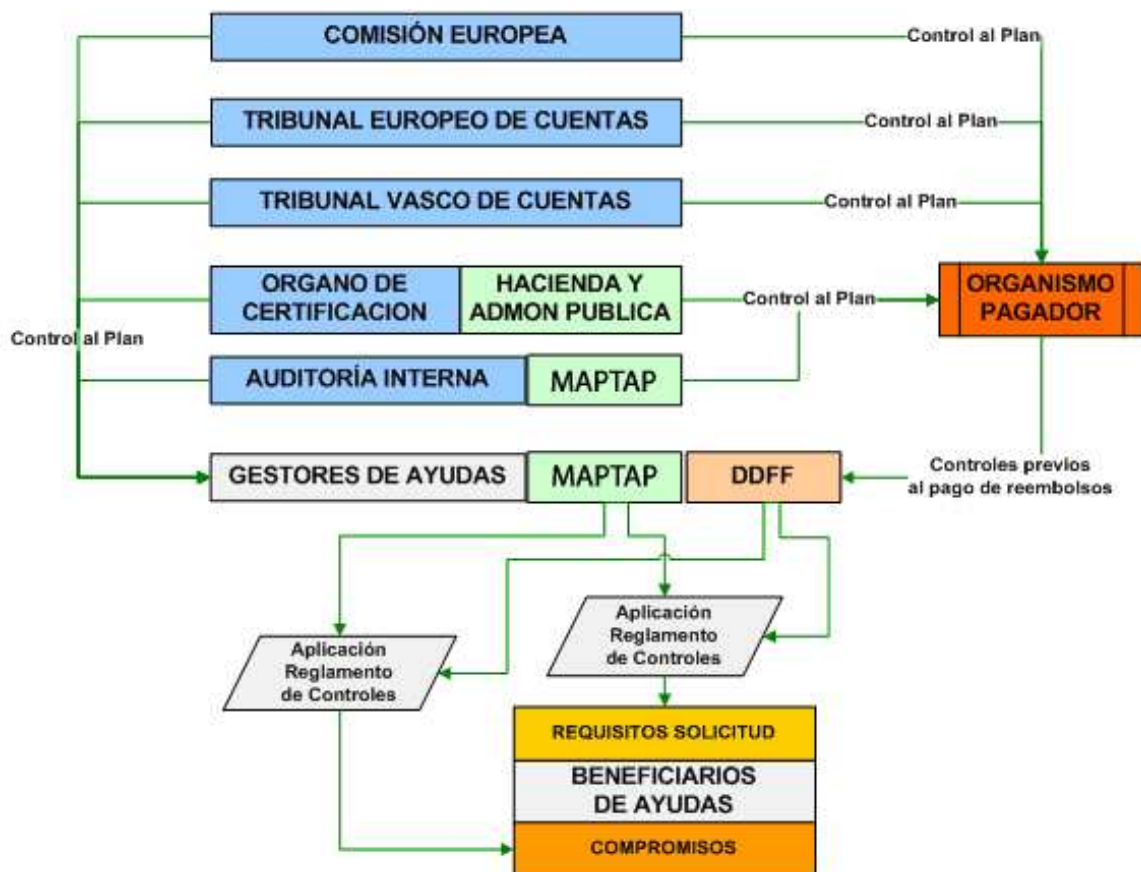 COMISIÓN EUROPEA
Control al Plan
TRIBUNAL EUROPEO DE CUENTAS
Control al Plan
TRIBUNAL VASCO DE CUENTAS
Control al Plan
ORGANO DE
CERTIFICACION
HACIENDA Y
ADMON PUBLICA
Control al Plan
ORGANISMO
PAGADOR
Control al Plan
AUDITORÍA INTERNA
MAPTAP
GESTORES DE AYUDAS
MAPTAP
DDFF
Controles previos
al pago de reembolsos
Aplicación
Reglamento
de Controles
Aplicación
Reglamento
de Controles
REQUISITOS SOLICITUD
BENEFICIARIOS
DE AYUDAS
COMPROMISOS